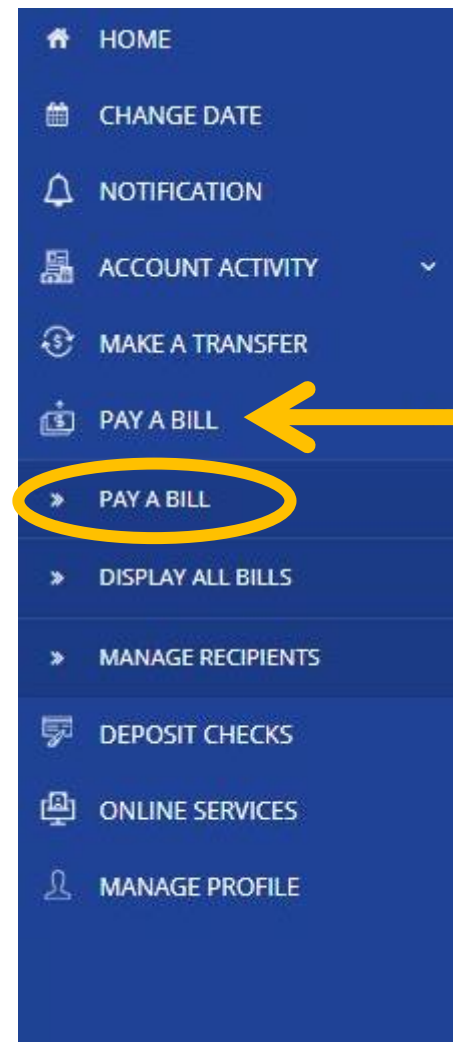 HOME
CHANGE DATE
NOTIFICATION
ACCOUNT ACTIVITY
MAKE A TRANSFER
PAY A BILL
» PAY A BILL
» DISPLAY ALL BILLS
» MANAGE RECIPIENTS
DEPOSIT CHECKS
ONLINE SERVICES
MANAGE PROFILE